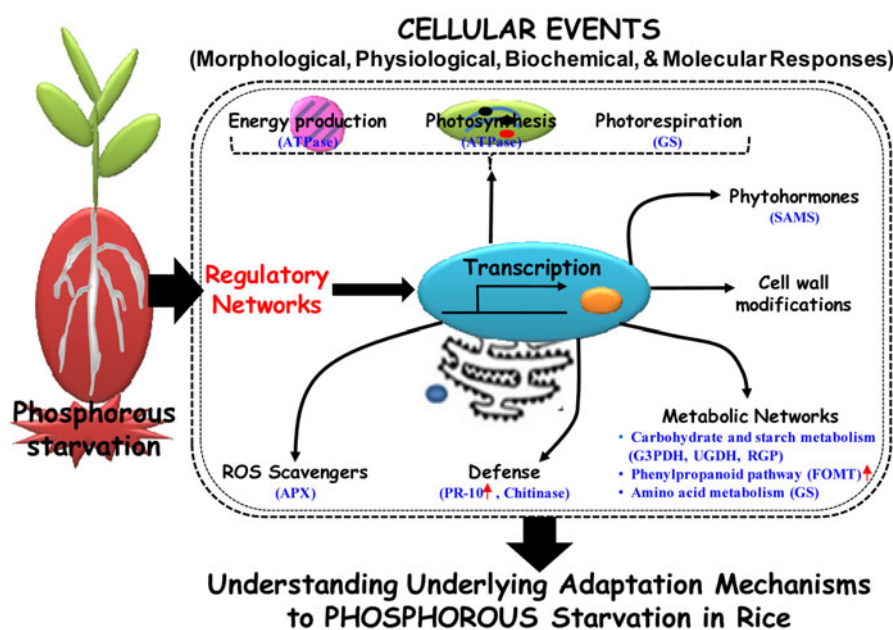 CELLULAR EVENTS
(Morphological, Physiological, Biochemical, & Molecular Responses)
Energy production
(ATPase)
Photosynthesis
(ATPase)
Photorespiration
(GS)
Phytohormones
(SAMS)
Regulatory
Networks
Transcription
Cell wall
modifications
Phosphorous
starvation
Metabolic Networks
• Carbohydrate and starch metabolism
(G3PDH, UGDH, RGP)
• Phenylpropanoid pathway (FOMT)
• Amino acid metabolism (GS)
ROS Scavengers
(APX)
Defense
(PR-10 , Chitinase)
Understanding Underlying Adaptation Mechanisms
to PHOSPHOROUS Starvation in Rice